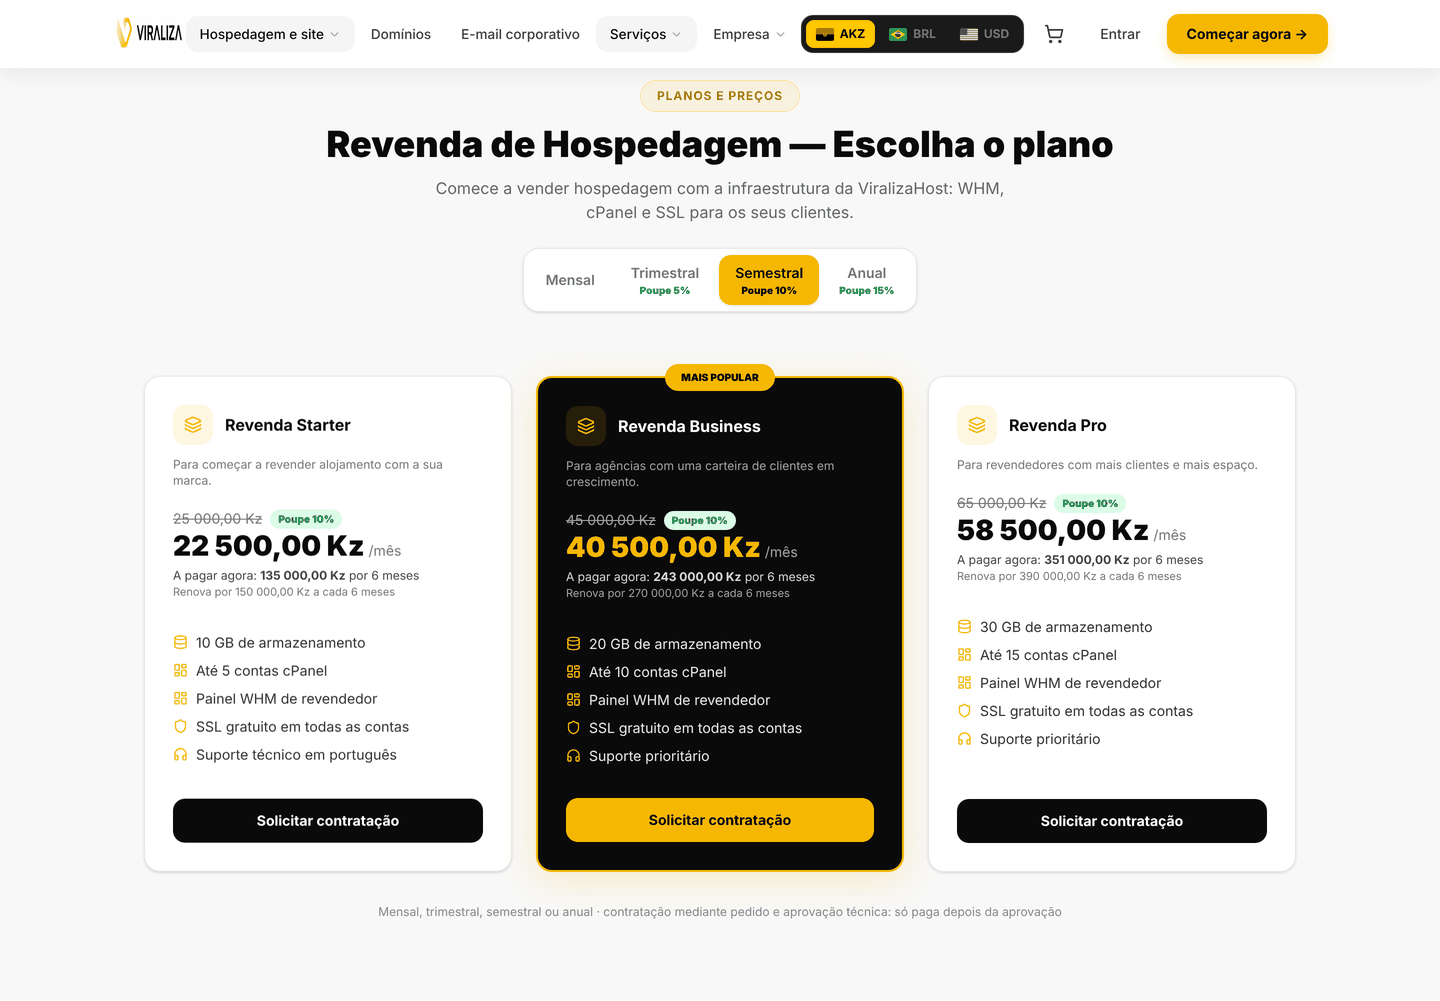 VIRALIZA
Hospedagem e site
Domínios
E-mail corporativo
Serviços
Empresa
AKZ
BRL
USD
Entrar
Começar agora →
PLANOS E PREÇOS
Revenda de Hospedagem — Escolha o plano
Comece a vender hospedagem com a infraestrutura da ViralizaHost: WHM,
cPanel e SSL para os seus clientes.
Mensal
Trimestral
Poupe 5%
Semestral
Poupe 10%
Anual
Poupe 15%
Revenda Starter
Para começar a revender alojamento com a sua
marca.
25 000,00 Kz
Poupe 10%
22 500,00 Kz /mês
A pagar agora: 135 000,00 Kz por 6 meses
Renova por 150 000,00 Kz a cada 6 meses
10 GB de armazenamento
Até 5 contas cPanel
Painel WHM de revendedor
SSL gratuito em todas as contas
Suporte técnico em português
Solicitar contratação
MAIS POPULAR
Revenda Business
Para agências com uma carteira de clientes em
crescimento.
45 000,00 Kz
Poupe 10%
40 500,00 Kz /mês
A pagar agora: 243 000,00 Kz por 6 meses
Renova por 270 000,00 Kz a cada 6 meses
20 GB de armazenamento
Até 10 contas cPanel
Painel WHM de revendedor
SSL gratuito em todas as contas
Suporte prioritário
Solicitar contratação
Revenda Pro
Para revendedores com mais clientes e mais espaço.
65 000,00 Kz
Poupe 10%
58 500,00 Kz /mês
A pagar agora: 351 000,00 Kz por 6 meses
Renova por 390 000,00 Kz a cada 6 meses
30 GB de armazenamento
Até 15 contas cPanel
Painel WHM de revendedor
SSL gratuito em todas as contas
Suporte prioritário
Solicitar contratação
Mensal, trimestral, semestral ou anual · contratação mediante pedido e aprovação técnica: só paga depois da aprovação